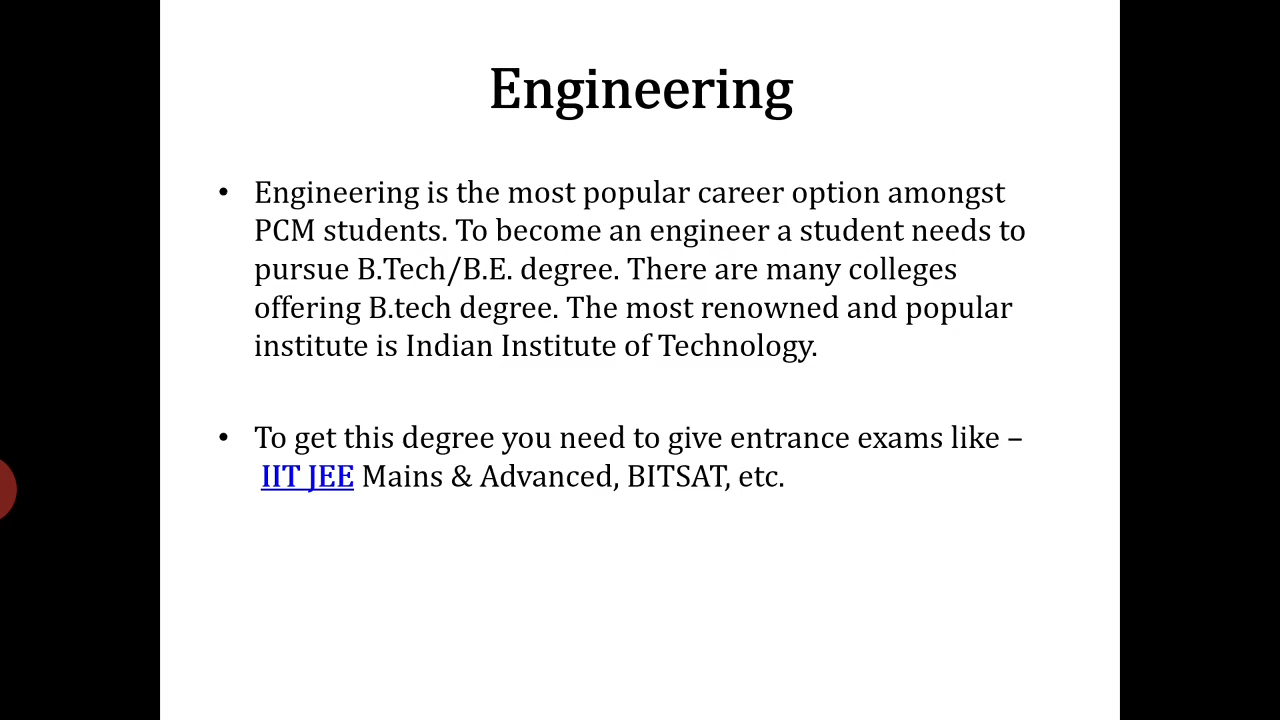 Engineering
• Engineering is the most popular career option amongst
PCM students. To become an engineer a student needs to
pursue B.Tech/B.E. degree. There are many colleges
offering B.tech degree. The most renowned and popular
institute is Indian Institute of Technology.
• To get this degree you need to give entrance exams like –
IIT JEE Mains & Advanced, BITSAT, etc.